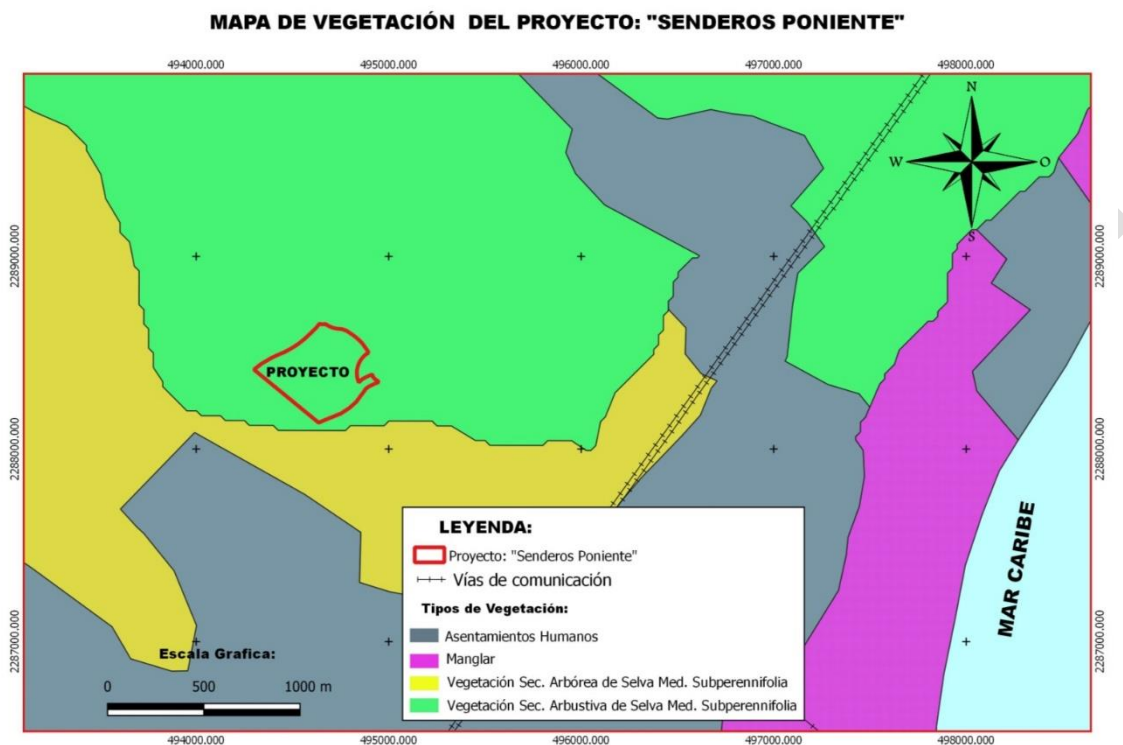 MAPA DE VEGETACIÓN DEL PROYECTO: "SENDEROS PONIENTE"
494000.000 495000.000 496000.000 497000.000 498000.000
N
W O
S
2289000.000 2289000.000
PROYECTO
2288000.000 2288000.000
MAR CARIBE
2287000.000 2287000.000
LEYENDA:
Proyecto: "Senderos Poniente"
Vías de comunicación
Tipos de Vegetación:
Asentamientos Humanos
Manglar
Vegetación Sec. Arbórea de Selva Med. Subperennifolia
Vegetación Sec. Arbustiva de Selva Med. Subperennifolia
Escala Grafica:
0 500 1000 m
494000.000 495000.000 496000.000 497000.000 498000.000